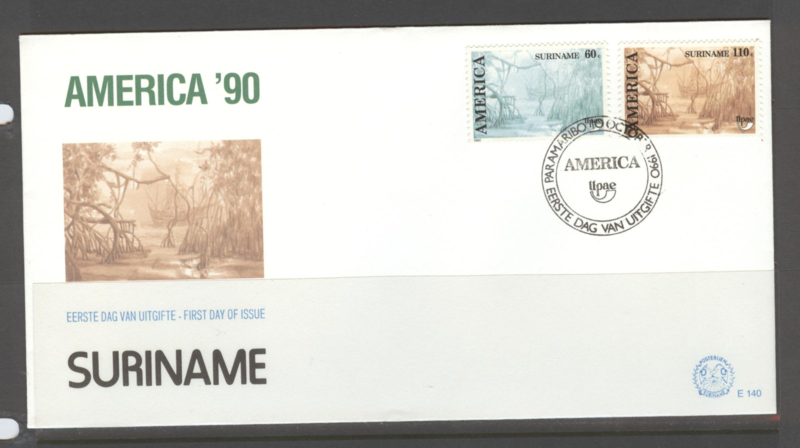 AMERICA '90
AMERICA
SURINAME 60c
upae
AMERICA
SURINAME 110c
upae
PARAMARIBO 10 OCTOBER 1990
AMERICA
upae
EERSTE DAG VAN UITGIFTE
EERSTE DAG VAN UITGIFTE - FIRST DAY OF ISSUE
SURINAME
E 140